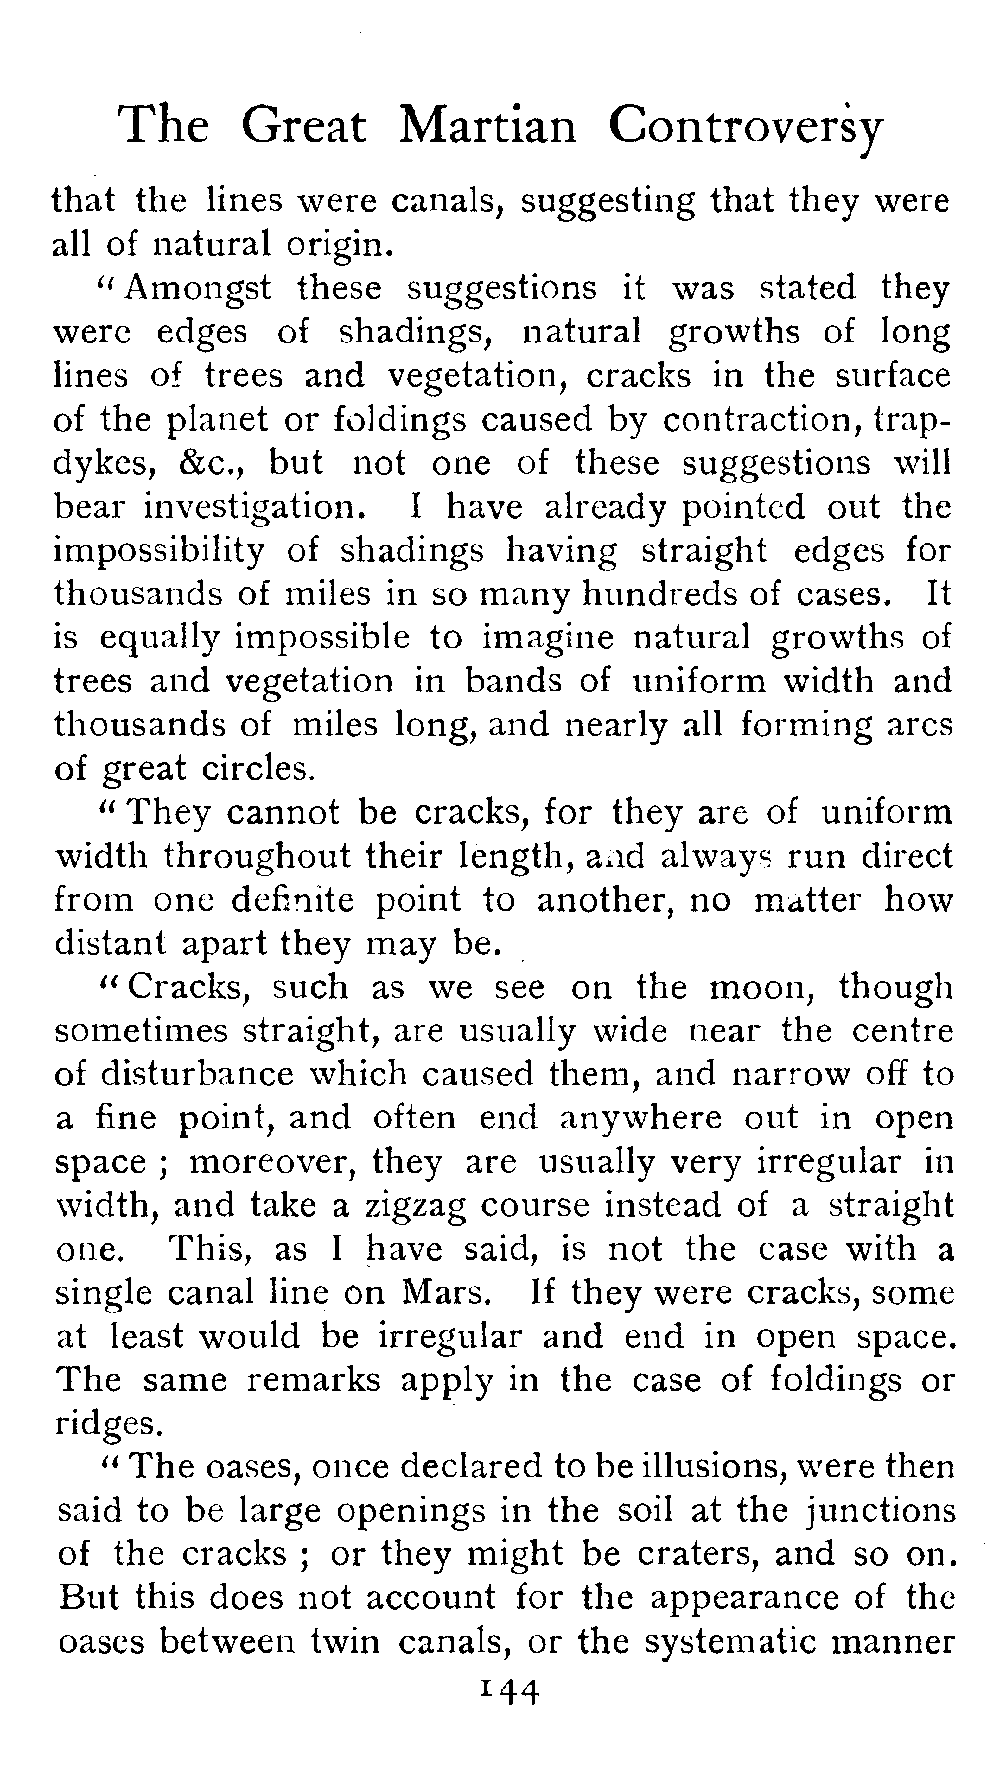 The Great Martian Controversy
that the lines were canals, suggesting that they were
all of natural origin.
“ Amongst these suggestions it was stated they
were edges of shadings, natural growths of long
lines of trees and vegetation, cracks in the surface
of the planet or foldings caused by contraction, trap-
dykes, &c., but not one of these suggestions will
bear investigation. I have already pointed out the
impossibility of shadings having straight edges for
thousands of miles in so many hundreds of cases. It
is equally impossible to imagine natural growths of
trees and vegetation in bands of uniform width and
thousands of miles long, and nearly all forming arcs
of great circles.
“ They cannot be cracks, for they are of uniform
width throughout their length, and always run direct
from one definite point to another, no matter how
distant apart they may be.
“ Cracks, such as we see on the moon, though
sometimes straight, are usually wide near the centre
of disturbance which caused them, and narrow off to
a fine point, and often end anywhere out in open
space ; moreover, they are usually very irregular in
width, and take a zigzag course instead of a straight
one. This, as I have said, is not the case with a
single canal line on Mars. If they were cracks, some
at least would be irregular and end in open space.
The same remarks apply in the case of foldings or
ridges.
“ The oases, once declared to be illusions, were then
said to be large openings in the soil at the junctions
of the cracks ; or they might be craters, and so on.
But this does not account for the appearance of the
oases between twin canals, or the systematic manner
144